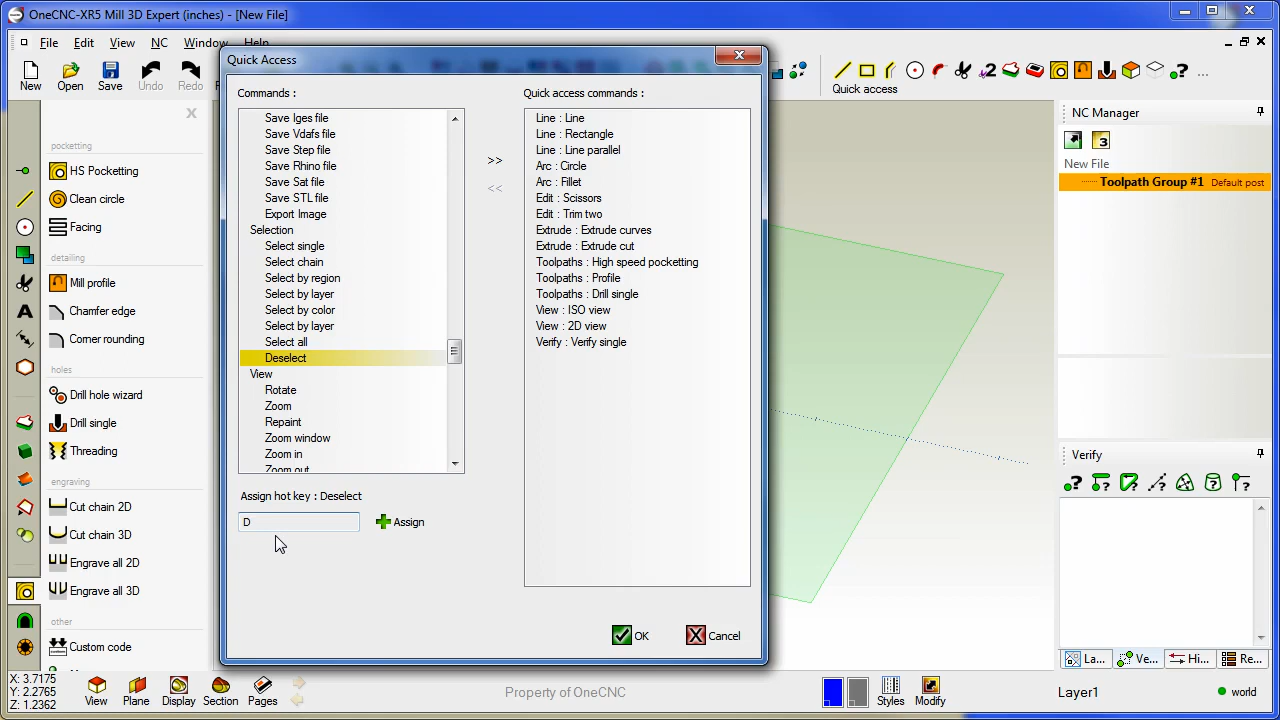 OneCNC-XR5 Mill 3D Expert (inches) - [New File]
File Edit View NC Window Help
New Open Save Undo Redo
Quick access
pocketting
HS Pocketting
Clean circle
Facing
detailing
Mill profile
Chamfer edge
Corner rounding
holes
Drill hole wizard
Drill single
Threading
engraving
Cut chain 2D
Cut chain 3D
Engrave all 2D
Engrave all 3D
other
Custom code
Quick Access
Commands :
Save Iges file
Save Vdafs file
Save Step file
Save Rhino file
Save Sat file
Save STL file
Export Image
Selection
Select single
Select chain
Select by region
Select by layer
Select by color
Select by layer
Select all
Deselect
View
Rotate
Zoom
Repaint
Zoom window
Zoom in
Zoom out
>>
<<
Quick access commands :
Line : Line
Line : Rectangle
Line : Line parallel
Arc : Circle
Arc : Fillet
Edit : Scissors
Edit : Trim two
Extrude : Extrude curves
Extrude : Extrude cut
Toolpaths : High speed pocketting
Toolpaths : Profile
Toolpaths : Drill single
View : ISO view
View : 2D view
Verify : Verify single
Assign hot key : Deselect
D
Assign
OK Cancel
NC Manager
New File
Toolpath Group #1 Default post
Verify
La... Ve... Hi... Re...
X: 3.7175
Y: 2.2765
Z: 1.2362
View Plane Display Section Pages
Property of OneCNC
Styles Modify
Layer1
world